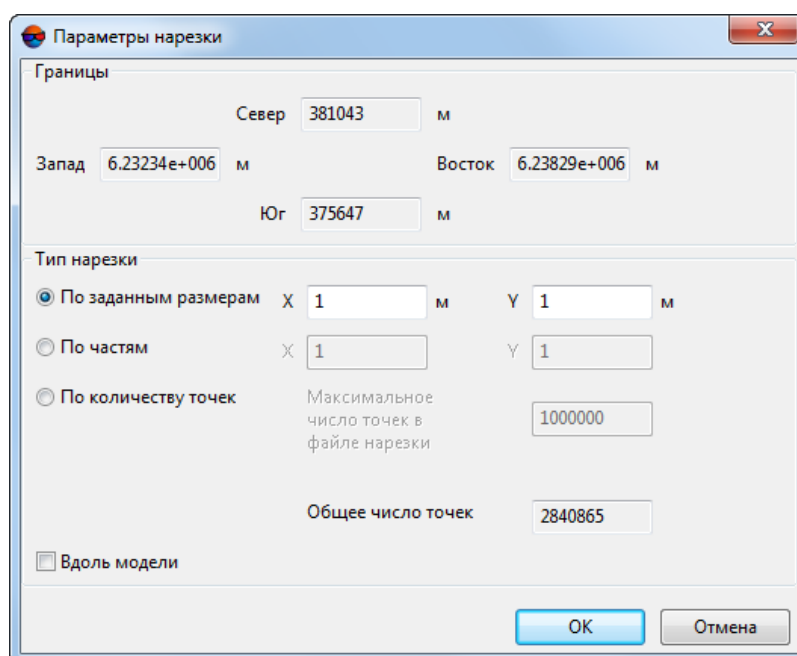 Параметры нарезки
Границы
Север 381043 м
Запад 6.23234e+006 м Восток 6.23829e+006 м
Юг 375647 м
Тип нарезки
По заданным размерам X 1 м Y 1 м
По частям X 1 Y 1
По количеству точек Максимальное
число точек в 1000000
файле нарезки
Общее число точек 2840865
Вдоль модели
OK Отмена